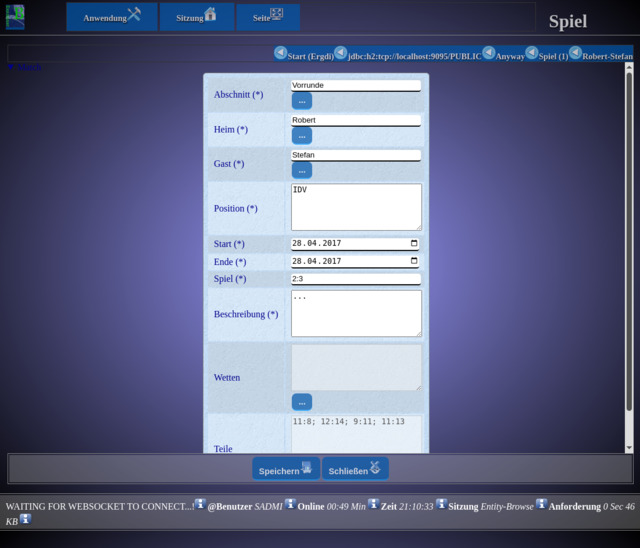 Anwendung Sitzung Seite Spiel
Start (Ergdi) jdbc:h2:tcp://localhost:9095/PUBLIC Anyway Spiel (1) Robert-Stefan
▼ Match
Abschnitt (*) Vorrunde
...
Heim (*) Robert
...
Gast (*) Stefan
...
Position (*) IDV
Start (*) 28.04.2017
Ende (*) 28.04.2017
Spiel (*) 2:3
Beschreibung (*) ...
Wetten
...
Teile 11:8; 12:14; 9:11; 11:13
Speichern Schließen
WAITING FOR WEBSOCKET TO CONNECT...! @Benutzer SADMI Online 00:49 Min Zeit 21:10:33 Sitzung Entity-Browse Anforderung 0 Sec 46
KB